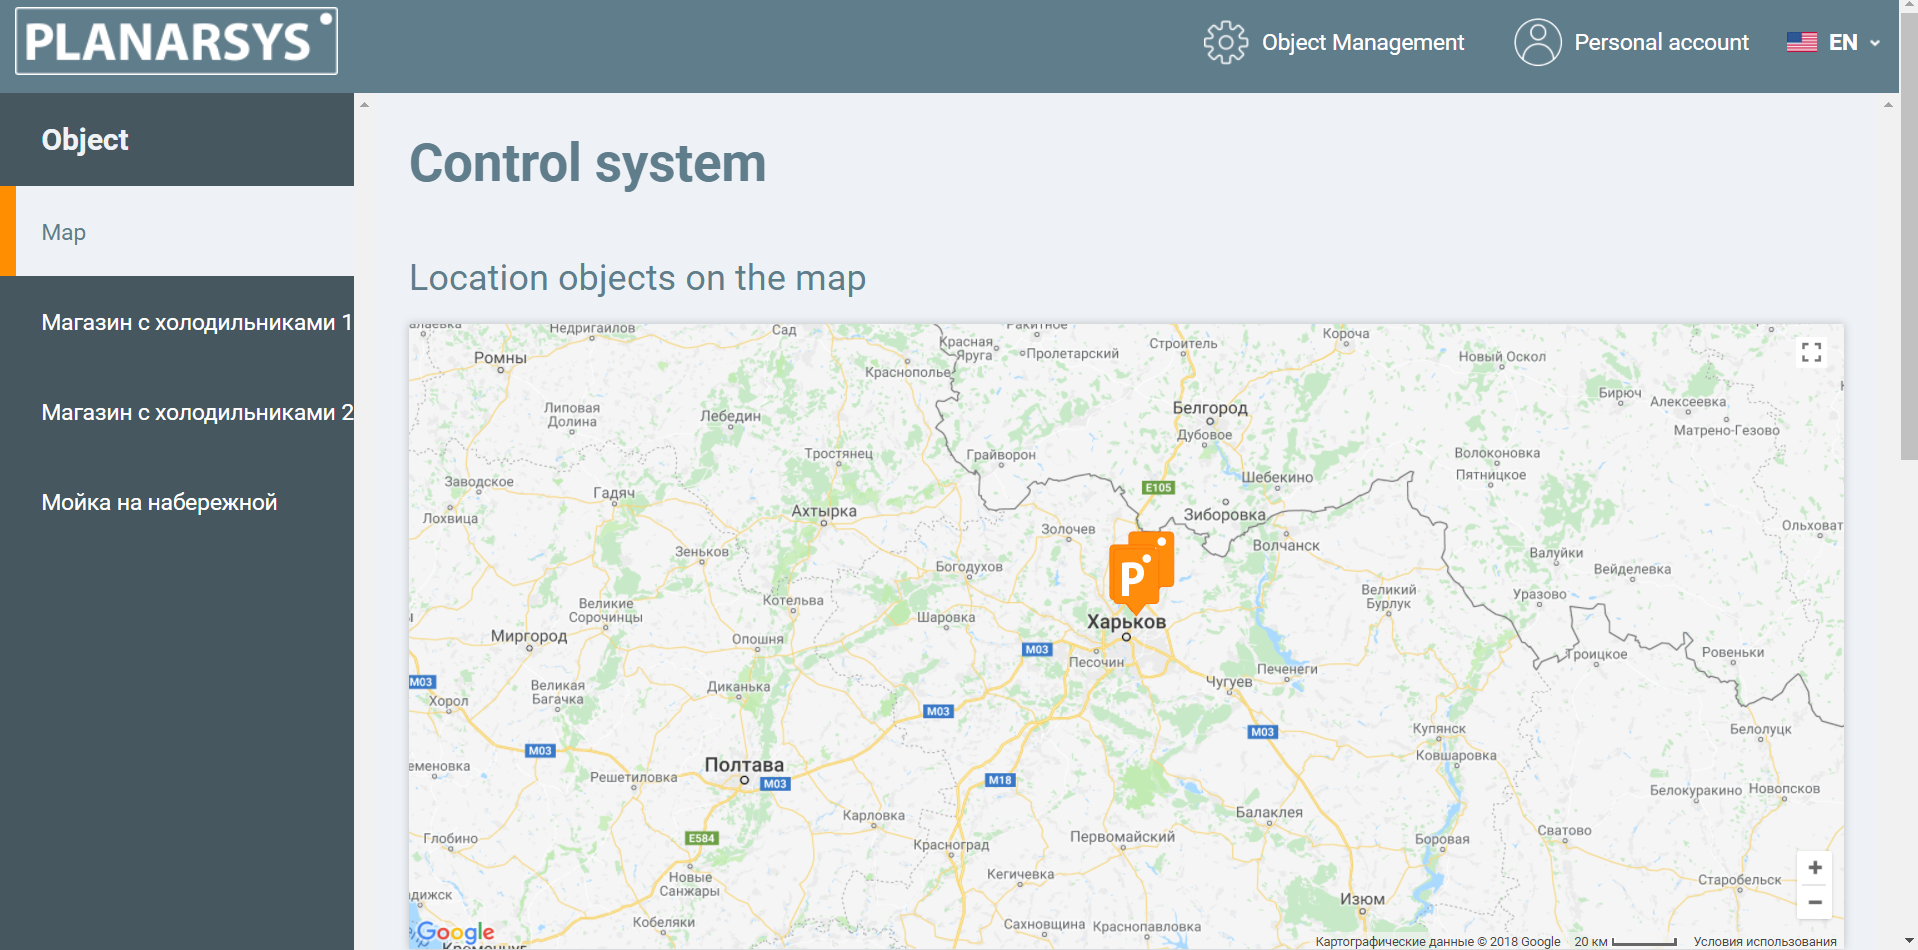 PLANARSYS
Object Management
Personal account
EN
Object
Map
Магазин с холодильниками 1
Магазин с холодильниками 2
Мойка на набережной
Control system
Location objects on the map
Недригайлов
Сад
Ракитное
Короча
Ромны
Красная
Яруга
Пролетарский
Строитель
Новый Оскол
Краснополье
Бирюч
Алексеевка
Липовая
Долина
Лебедин
Белгород
Дубовое
Матрено-Гезово
Тростянец
Грайворон
Волоконовка
Пятницкое
Заводское
Гадяч
Шебекино
E105
Лохвица
Ахтырка
Золочев
Зиборовка
Ольховат
Зеньков
Богодухов
Волчанск
Валуйки
Вейделевка
P
Великие
Сорочинцы
Котельва
Шаровка
Харьков
Великий
Бурлук
Уразово
Миргород
Опошня
M03
Песочин
Печенеги
Троицкое
Ровеньки
M03
Хорол
Великая
Багачка
Диканька
M03
Чугуев
M03
Купянск
Ковшаровка
Белолуцк
M03
еменовка
Решетиловка
Полтава
M03
M18
Белокуракино
Новопсков
Глобино
E584
Карловка
Красноград
Первомайский
Балаклея
Боровая
Сватово
Новые
Санжары
Кегичевка
Изюм
Старобельск
адижск
Кобеляки
Сахновщина
Краснопавловка
Google
Картографические данные © 2018 Google
20 км
Условия использования